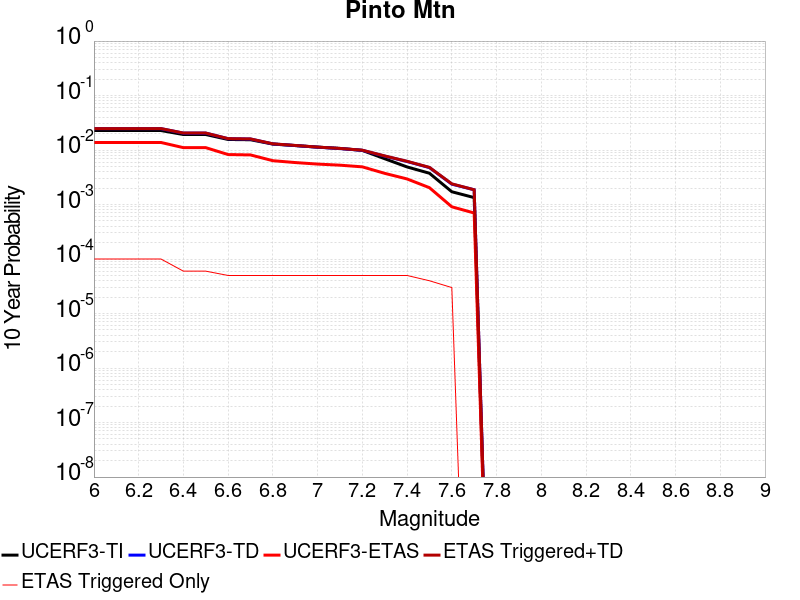 Pinto Mtn
10^0
10^-1
10^-2
10^-3
10^-4
10^-5
10^-6
10^-7
10^-8
10 Year Probability
6 6.2 6.4 6.6 6.8 7 7.2 7.4 7.6 7.8 8 8.2 8.4 8.6 8.8 9
Magnitude
UCERF3-TI UCERF3-TD UCERF3-ETAS ETAS Triggered+TD
ETAS Triggered Only